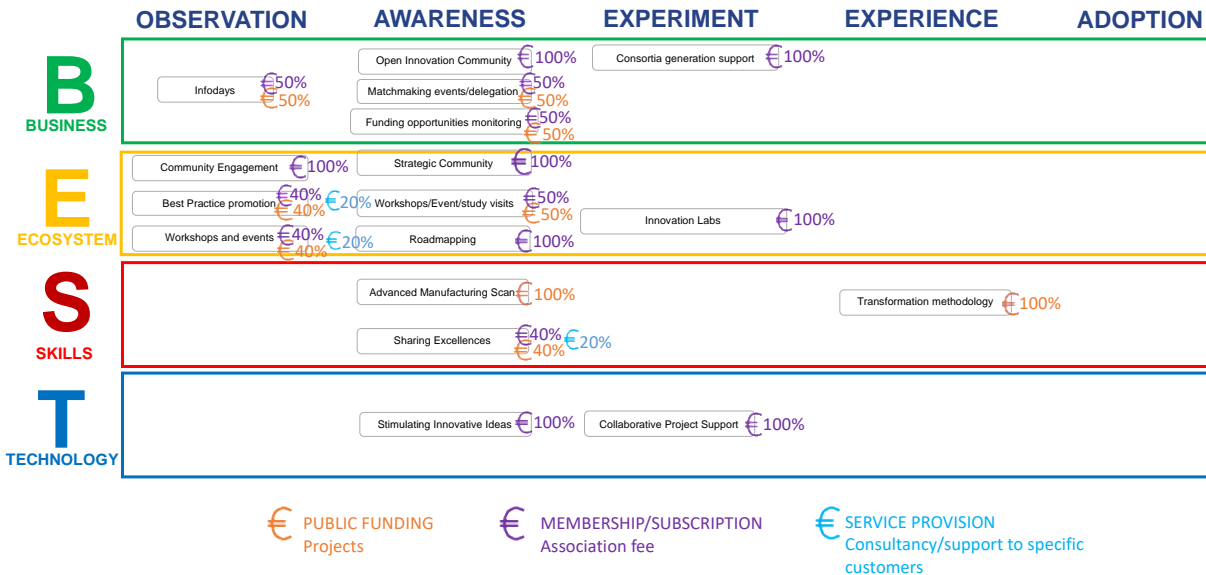 OBSERVATION AWARENESS EXPERIMENT EXPERIENCE ADOPTION
B
BUSINESS
Infodays €50%
€50%
Open Innovation Community €100%
Matchmaking events/delegation €50%
€50%
Funding opportunities monitoring €50%
€50%
Consortia generation support €100%
E
ECOSYSTEM
Community Engagement €100%
Best Practice promotion €40% €20%
€40%
Workshops and events €40% €20%
€40%
Strategic Community €100%
Workshops/Event/study visits €50%
€50%
Roadmapping €100%
Innovation Labs €100%
S
SKILLS
Advanced Manufacturing Scan €100%
Sharing Excellences €40% €20%
€40%
Transformation methodology €100%
T
TECHNOLOGY
Stimulating Innovative Ideas €100%
Collaborative Project Support €100%
€ PUBLIC FUNDING
Projects
€ MEMBERSHIP/SUBSCRIPTION
Association fee
€ SERVICE PROVISION
Consultancy/support to specific
customers